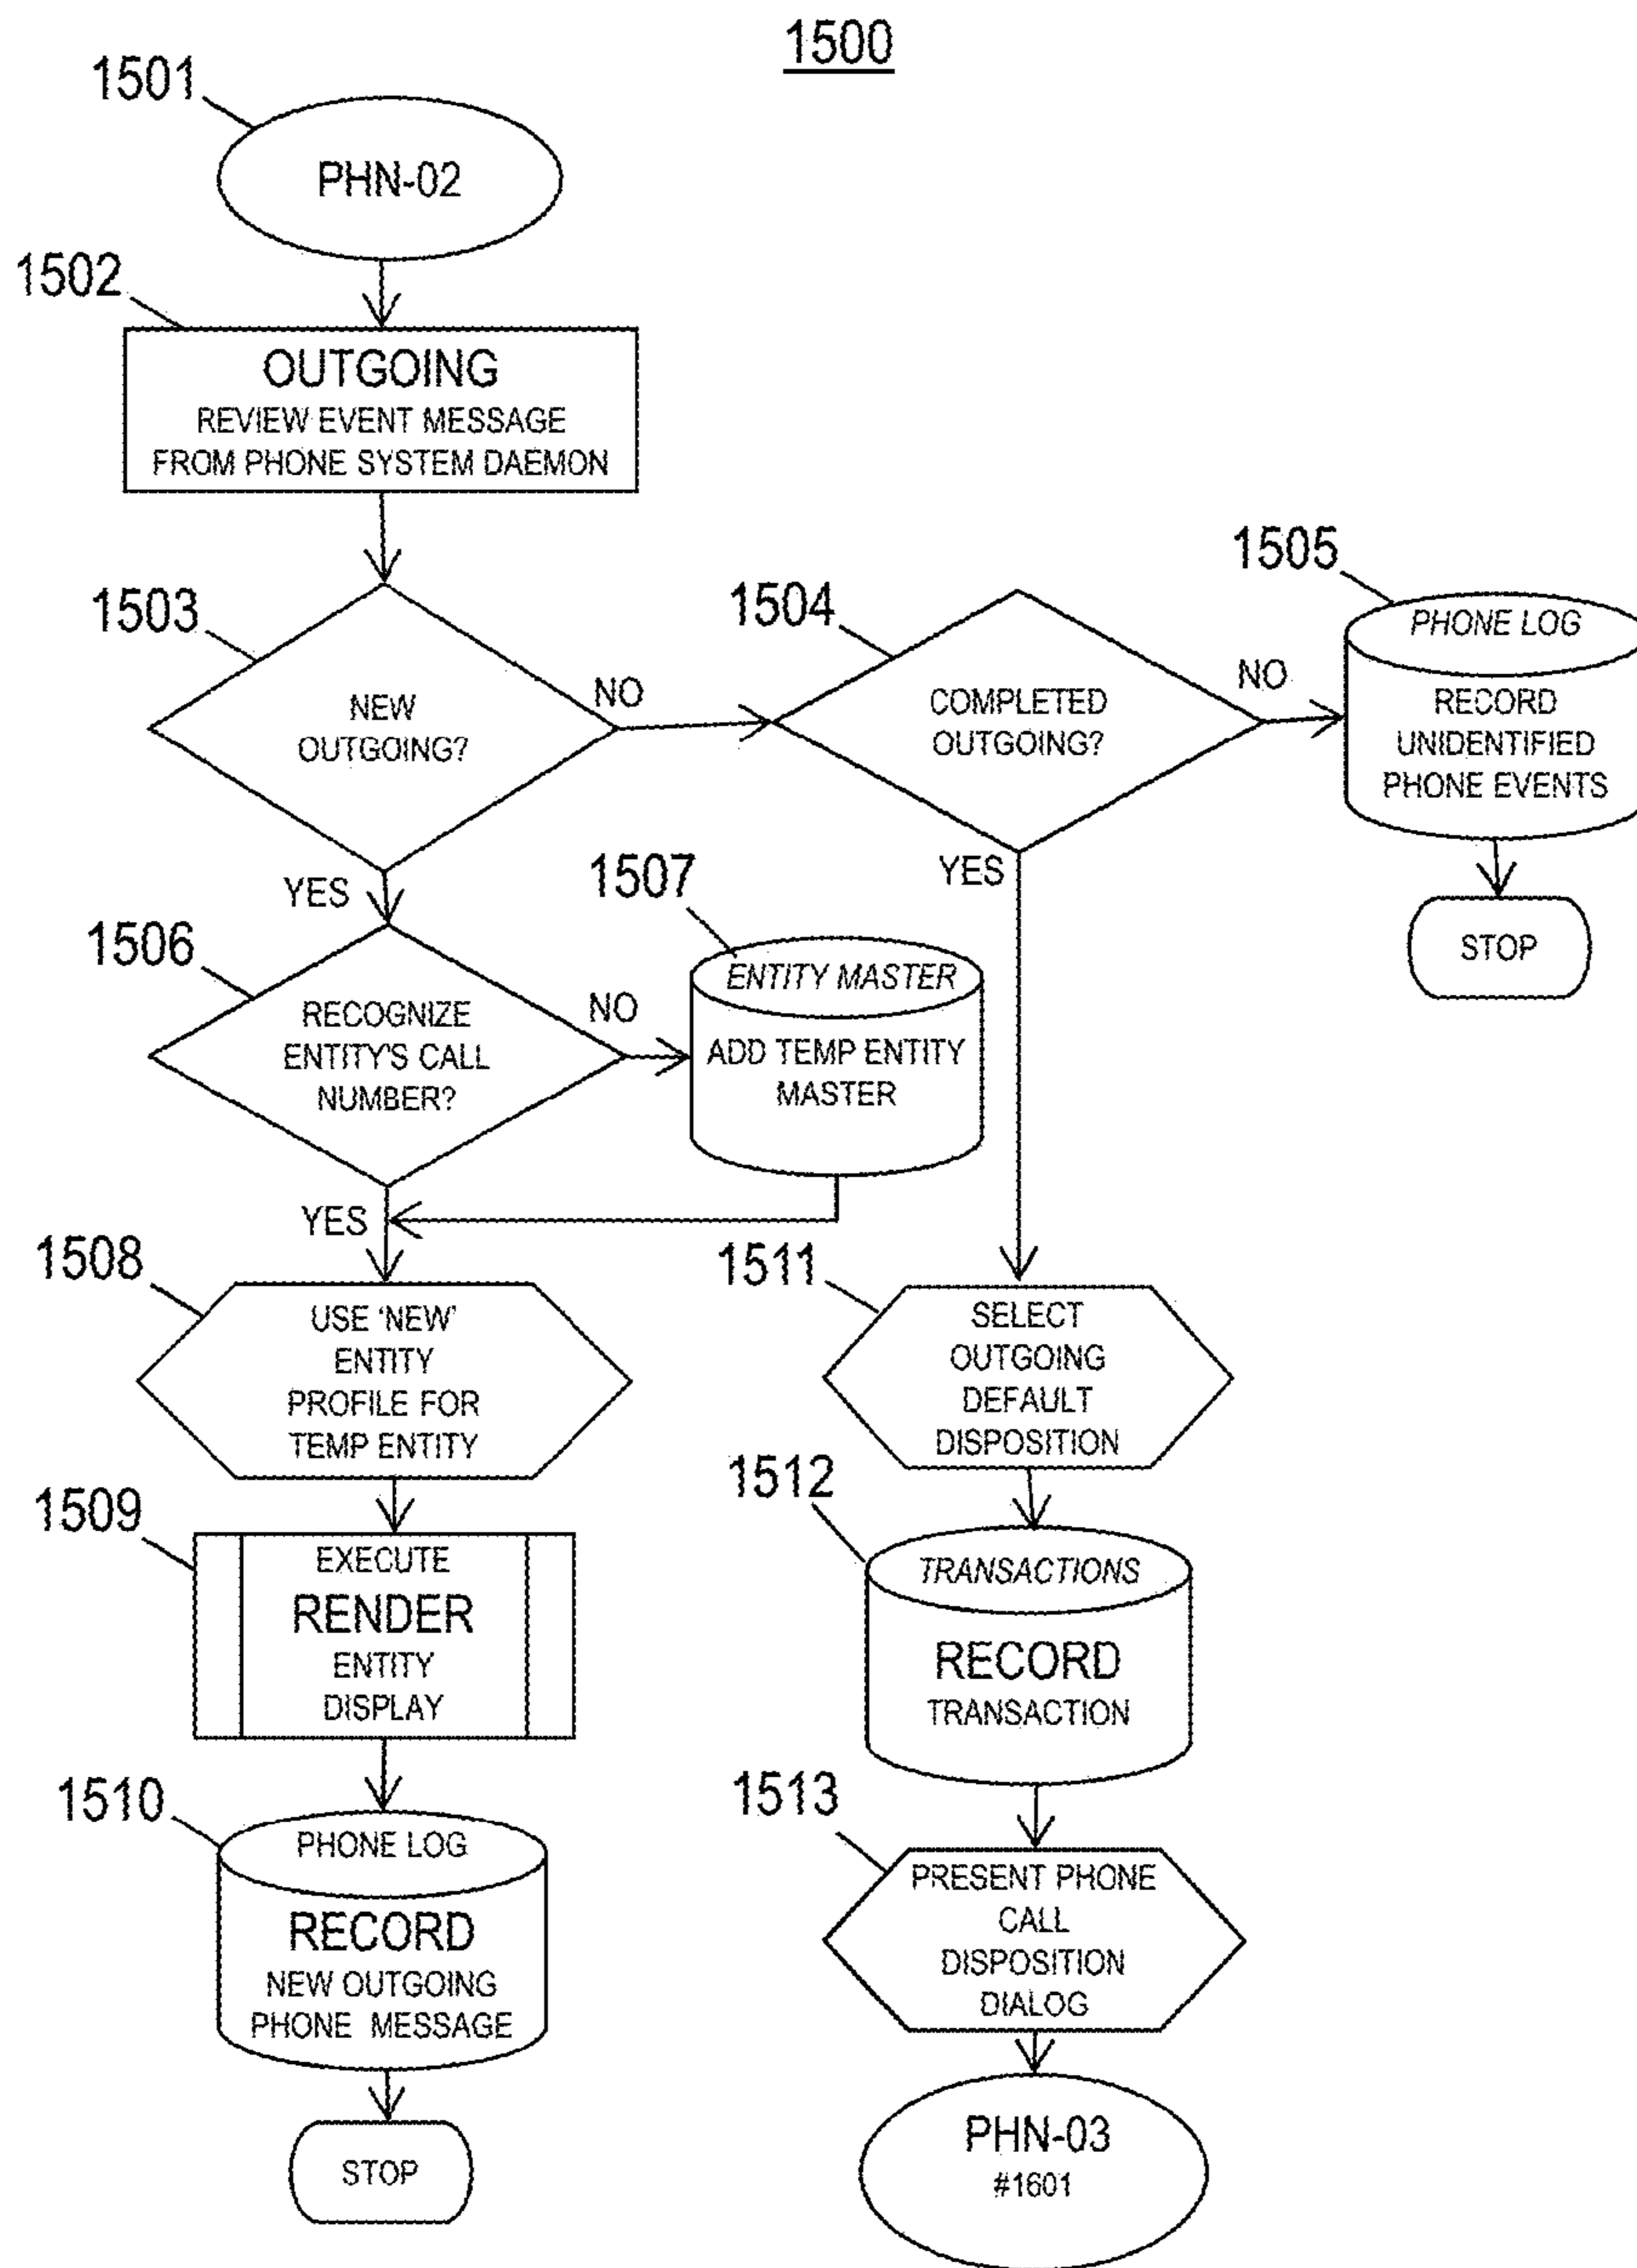 1500
1501
PHN-02
1502
OUTGOING
REVIEW EVENT MESSAGE
FROM PHONE SYSTEM DAEMON
1503
NEW
OUTGOING?
NO
YES
1504
COMPLETED
OUTGOING?
NO
YES
1505
PHONE LOG
RECORD
UNIDENTIFIED
PHONE EVENTS
STOP
1506
RECOGNIZE
ENTITY'S CALL
NUMBER?
NO
YES
1507
ENTITY MASTER
ADD TEMP ENTITY
MASTER
1508
USE ‘NEW’
ENTITY
PROFILE FOR
TEMP ENTITY
1509
EXECUTE
RENDER
ENTITY
DISPLAY
1510
PHONE LOG
RECORD
NEW OUTGOING
PHONE MESSAGE
STOP
1511
SELECT
OUTGOING
DEFAULT
DISPOSITION
1512
TRANSACTIONS
RECORD
TRANSACTION
1513
PRESENT PHONE
CALL
DISPOSITION
DIALOG
PHN-03
#1601